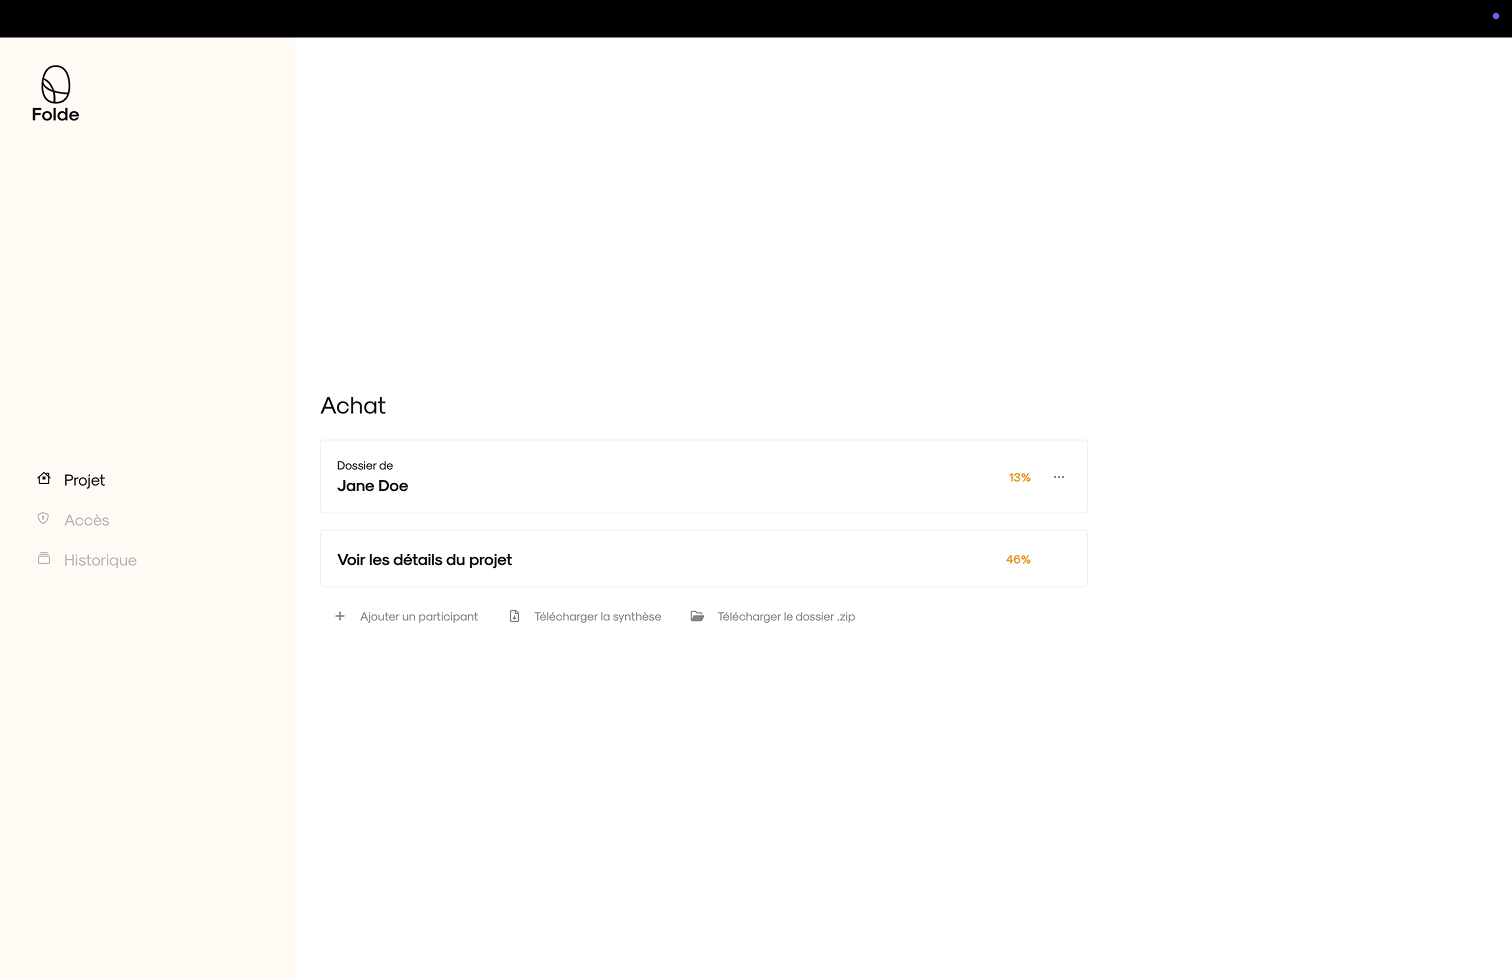 Folde
Projet
Accès
Historique
Achat
Dossier de
Jane Doe
13%
Voir les détails du projet
46%
Ajouter un participant
Télécharger la synthèse
Télécharger le dossier .zip